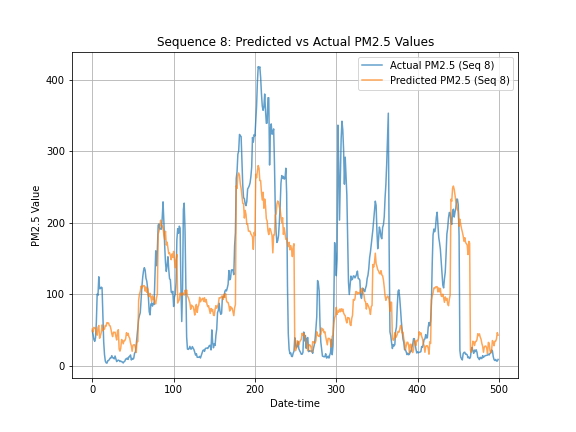 Sequence 8: Predicted vs Actual PM2.5 Values
Actual PM2.5 (Seq 8)
Predicted PM2.5 (Seq 8)
PM2.5 Value
400
300
200
100
0
0 100 200 300 400 500
Date-time